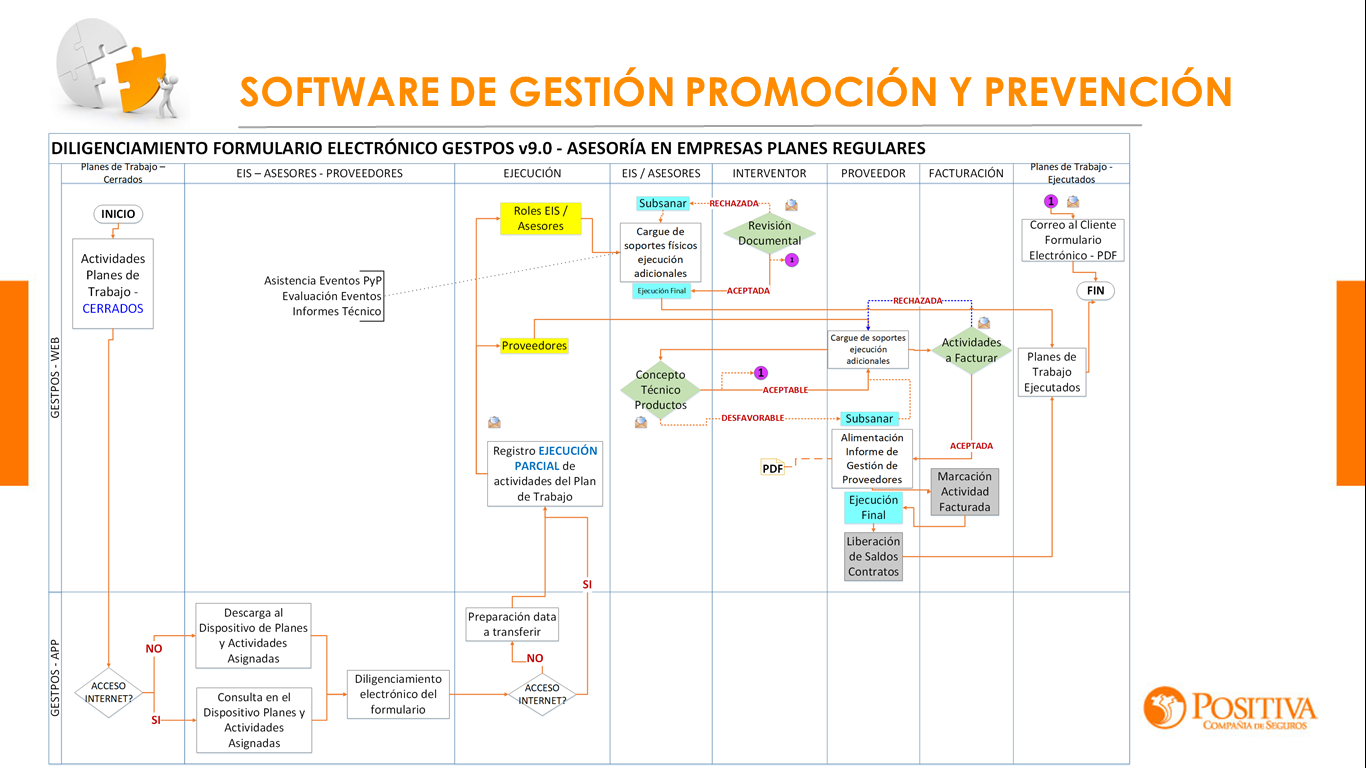 SOFTWARE DE GESTIÓN PROMOCIÓN Y PREVENCIÓN
DILIGENCIAMIENTO FORMULARIO ELECTRÓNICO GESTPOS v9.0 - ASESORÍA EN EMPRESAS PLANES REGULARES
Planes de Trabajo –
Cerrados
EIS – ASESORES - PROVEEDORES
EJECUCIÓN
EIS / ASESORES
INTERVENTOR
PROVEEDOR
FACTURACIÓN
Planes de Trabajo -
Ejecutados
GESTPOS - WEB
INICIO
Actividades
Planes de
Trabajo -
CERRADOS
Asistencia Eventos PyP
Evaluación Eventos
Informes Técnico
Roles EIS /
Asesores
Proveedores
Registro EJECUCIÓN
PARCIAL de
actividades del Plan
de Trabajo
Subsanar
RECHAZADA
Cargue de
soportes físicos
ejecución
adicionales
Ejecución Final
Revisión
Documental
1
ACEPTADA
Concepto
Técnico
Productos
1
ACEPTABLE
DESFAVORABLE
RECHAZADA
Cargue de soportes
ejecución
adicionales
Actividades
a Facturar
Subsanar
Alimentación
Informe de
Gestión de
Proveedores
PDF
ACEPTADA
Marcación
Actividad
Facturada
Ejecución
Final
Liberación
de Saldos
Contratos
1
Correo al Cliente
Formulario
Electrónico - PDF
FIN
Planes de
Trabajo
Ejecutados
GESTPOS - APP
ACCESO
INTERNET?
NO
SI
Descarga al
Dispositivo de Planes
y Actividades
Asignadas
Consulta en el
Dispositivo Planes y
Actividades
Asignadas
Diligenciamiento
electrónico del
formulario
Preparación data
a transferir
NO
SI
ACCESO
INTERNET?
POSITIVA
COMPAÑIA DE SEGUROS